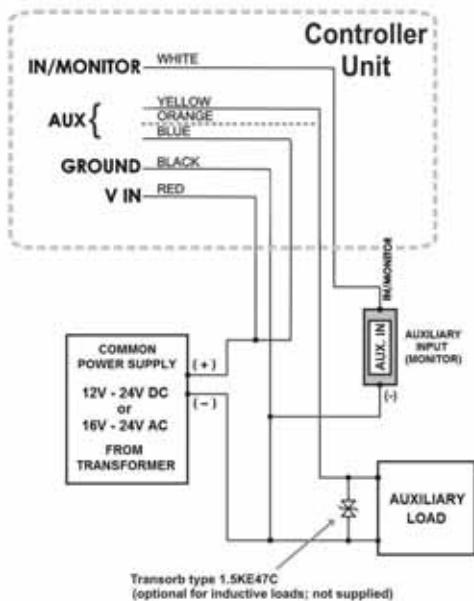 Controller
Unit
IN/MONITOR
WHITE
YELLOW
AUX {
ORANGE
BLUE
GROUND
BLACK
V IN
RED
IN/MONITOR
AUX. IN
AUXILIARY
INPUT
(MONITOR)
(-)
COMMON
POWER SUPPLY
12V - 24V DC
or
16V - 24V AC
FROM
TRANSFORMER
(+)
(−)
AUXILIARY
LOAD
Transorb type 1.5KE47C
(optional for inductive loads; not supplied)